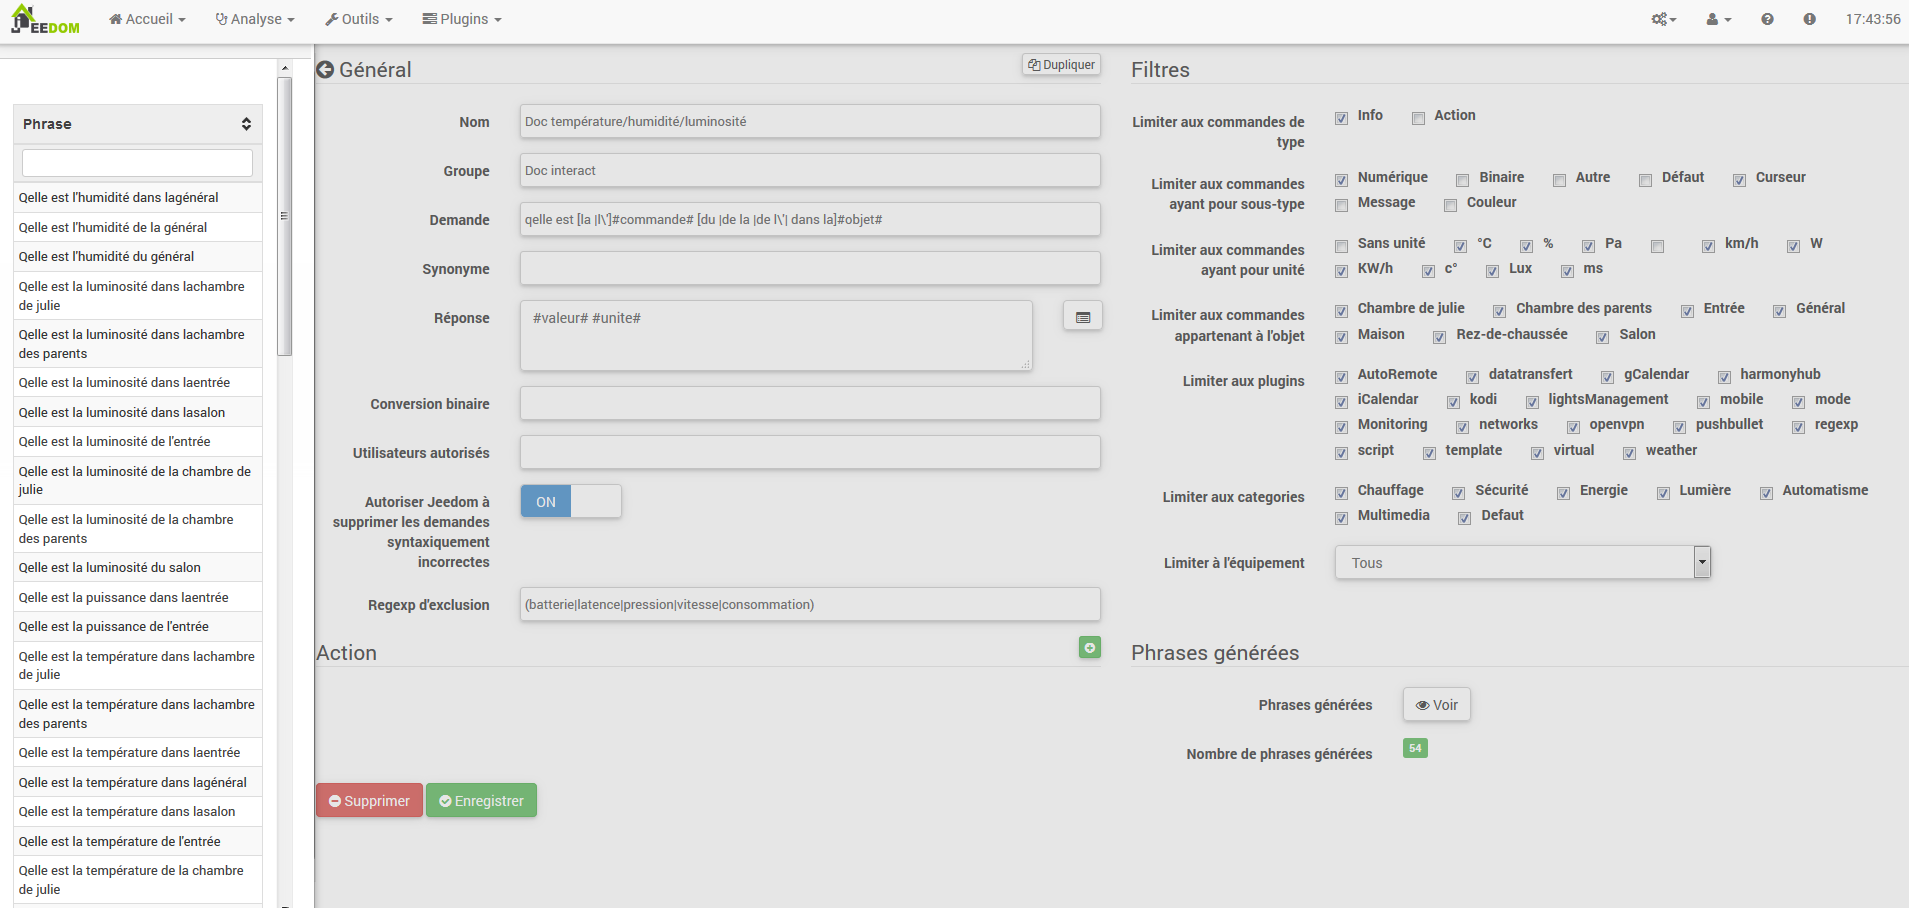 JEEDOM Accueil Analyse Outils Plugins 17:43:56
Phrase
Qelle est l'humidité dans lagénéral
Qelle est l'humidité de la général
Qelle est l'humidité du général
Qelle est la luminosité dans lachambre
de julie
Qelle est la luminosité dans lachambre
des parents
Qelle est la luminosité dans laentrée
Qelle est la luminosité dans lasalon
Qelle est la luminosité de l'entrée
Qelle est la luminosité de la chambre de
julie
Qelle est la luminosité de la chambre
des parents
Qelle est la luminosité du salon
Qelle est la puissance dans laentrée
Qelle est la puissance de l'entrée
Qelle est la température dans lachambre
de julie
Qelle est la température dans lachambre
des parents
Qelle est la température dans laentrée
Qelle est la température dans lagénéral
Qelle est la température dans lasalon
Qelle est la température de l'entrée
Qelle est la température de la chambre
de julie
Général
Dupliquer
Nom Doc température/humidité/luminosité
Groupe Doc interact
Demande qelle est [la |l\']#commande# [du |de la |de l\'| dans la]#objet#
Synonyme
Réponse #valeur# #unite#
Conversion binaire
Utilisateurs autorisés
Autoriser Jeedom à
supprimer les demandes
syntaxiquement
incorrectes
ON
Regexp d'exclusion (batterie|latence|pression|vitesse|consommation)
Action
Supprimer Enregistrer
Filtres
Limiter aux commandes de
type
Info Action
Limiter aux commandes
ayant pour sous-type
Numérique Binaire Autre Défaut Curseur
Message Couleur
Limiter aux commandes
ayant pour unité
Sans unité °C % Pa km/h W
KW/h c° Lux ms
Limiter aux commandes
appartenant à l'objet
Chambre de julie Chambre des parents Entrée Général
Maison Rez-de-chaussée Salon
Limiter aux plugins
AutoRemote datatransfert gCalendar harmonyhub
iCalendar kodi lightsManagement mobile mode
Monitoring networks openvpn pushbullet regexp
script template virtual weather
Limiter aux categories
Chauffage Sécurité Energie Lumière Automatisme
Multimedia Defaut
Limiter à l'équipement Tous
Phrases générées
Phrases générées Voir
Nombre de phrases générées 54